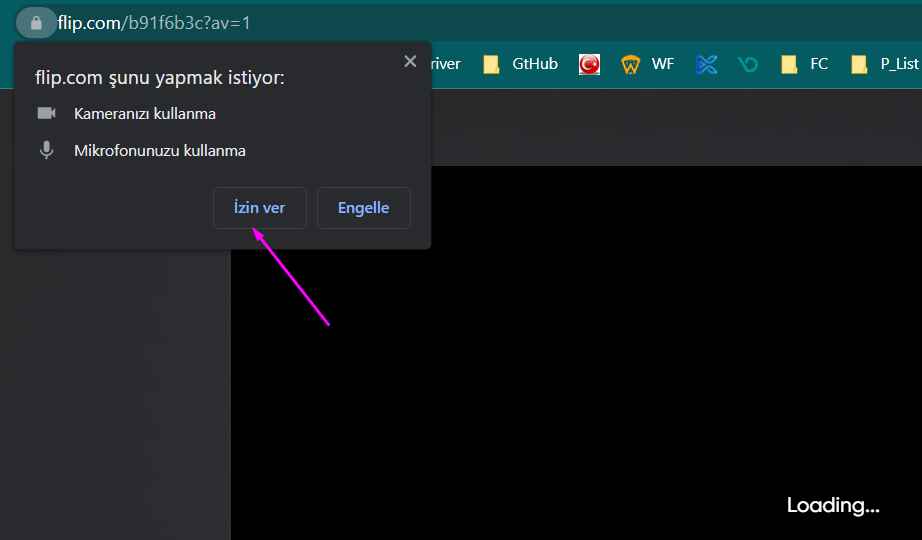 flip.com/b91f6b3c?av=1
river GtHub WF FC P_List
flip.com şunu yapmak istiyor:
Kameranızı kullanma
Mikrofonunuzu kullanma
İzin ver Engelle
Loading...